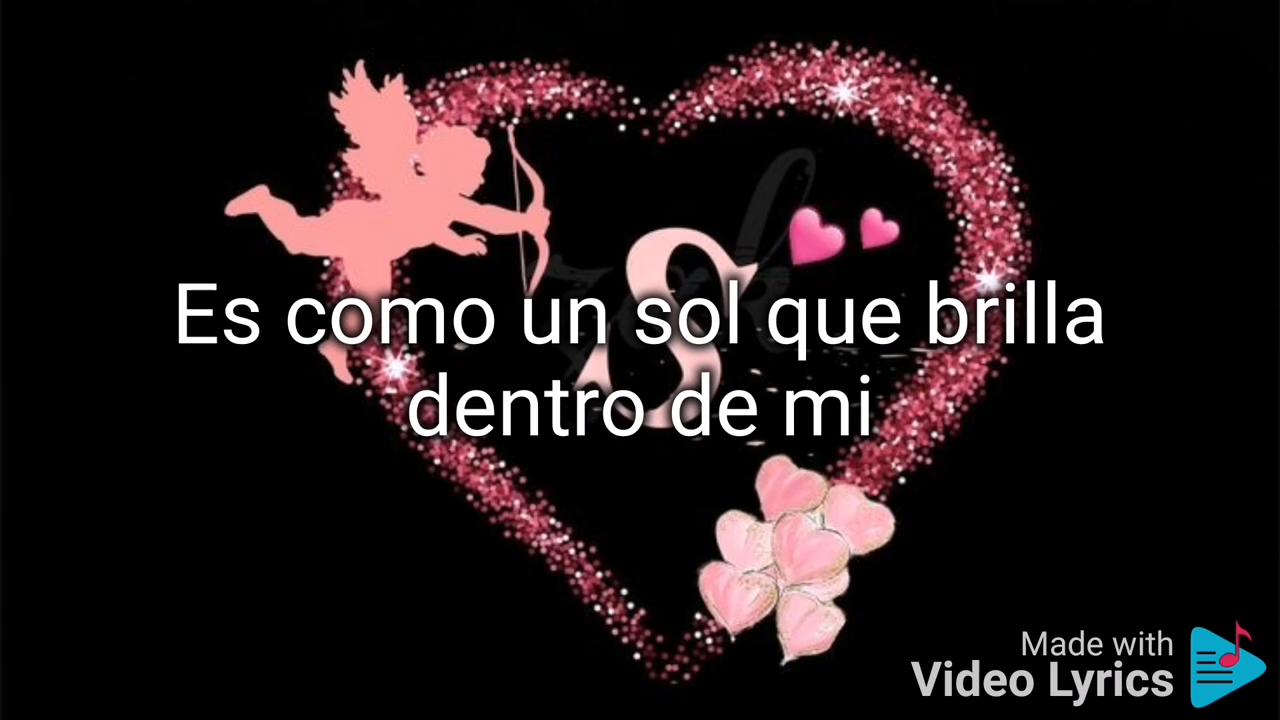 S
Es como un sol que brilla
dentro de mi
Made with
Video Lyrics